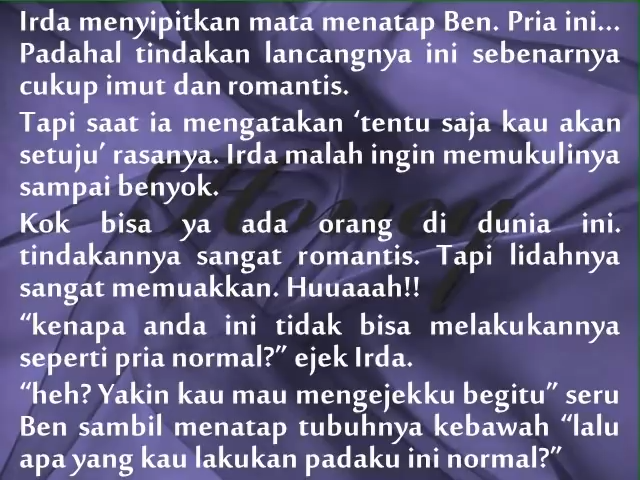 Irda menyipitkan mata menatap Ben. Pria ini...
Padahal tindakan lancangnya ini sebenarnya
cukup imut dan romantis.
Tapi saat ia mengatakan ‘tentu saja kau akan
setuju’ rasanya. Irda malah ingin memukulinya
sampai benyok.
Kok bisa ya ada orang di dunia ini.
tindakannya sangat romantis. Tapi lidahnya
sangat memuakkan. Huuaaah!!
“kenapa anda ini tidak bisa melakukannya
seperti pria normal?” ejek Irda.
“heh? Yakin kau mau mengejekku begitu” seru
Ben sambil menatap tubuhnya kebawah “lalu
apa yang kau lakukan padaku ini normal?”
Honey